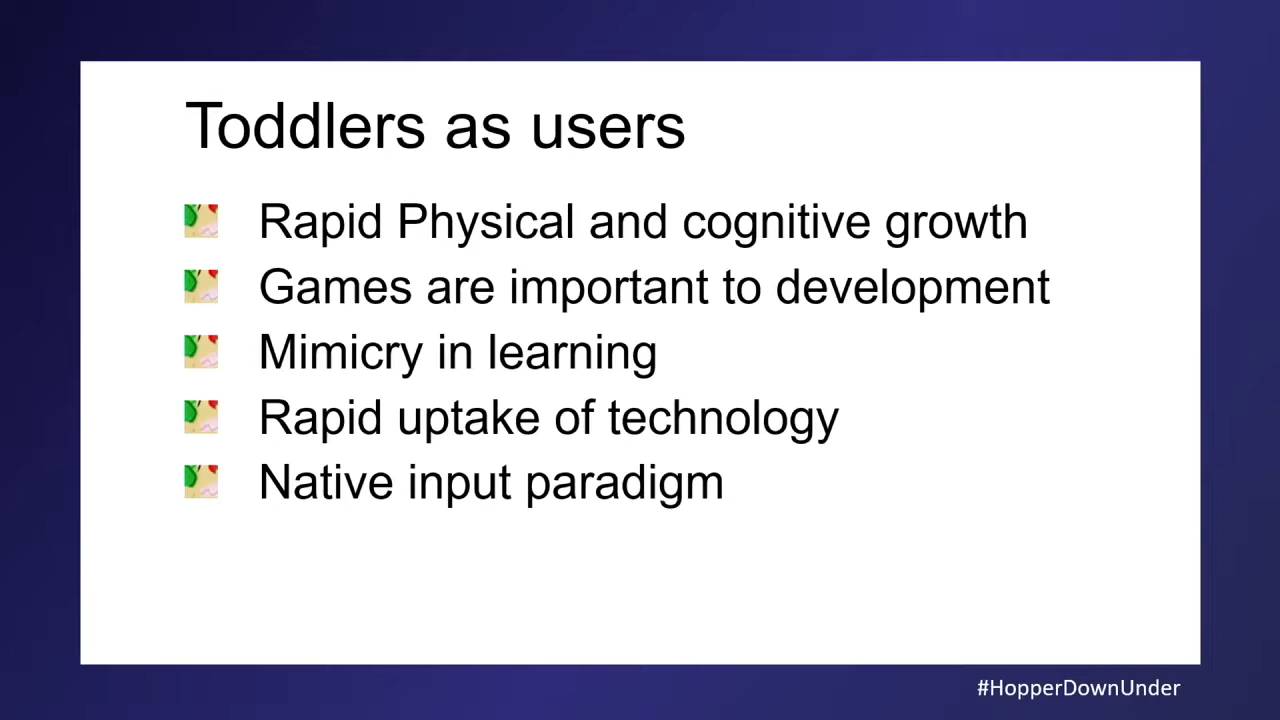 Toddlers as users
Rapid Physical and cognitive growth
Games are important to development
Mimicry in learning
Rapid uptake of technology
Native input paradigm
#HopperDownUnder